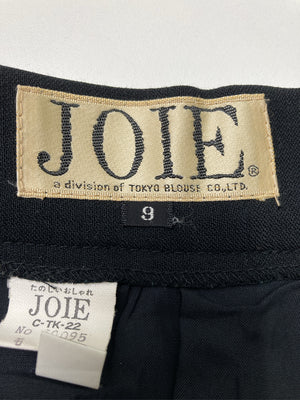 JOIE®
a division of TOKYO BLOUSE CO., LTD.
9
たのしいおしゃれ
JOIE
C-TK-22
No
号